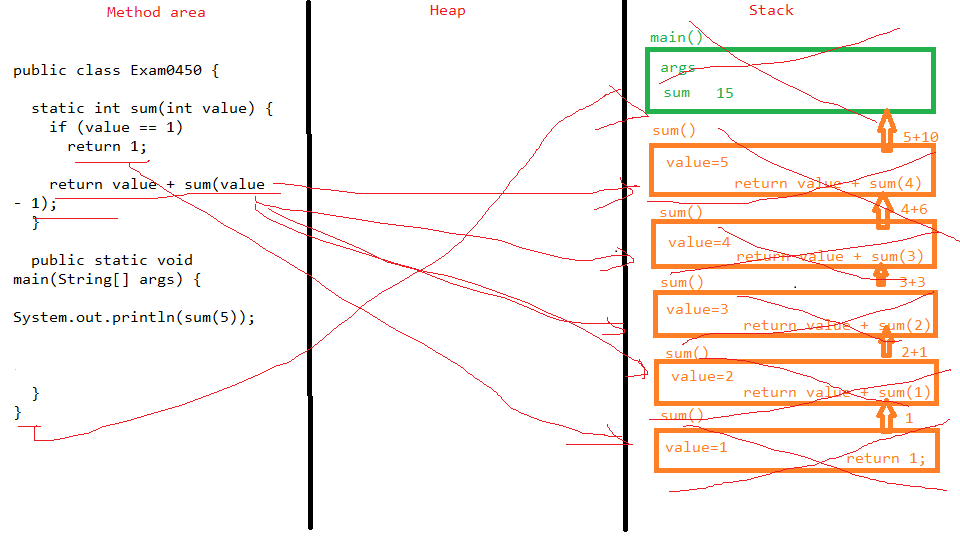 Method area
Heap
Stack
public class Exam0450 {
static int sum(int value) {
if (value == 1)
return 1;
return value + sum(value
- 1);
}
public static void
main(String[] args) {
System.out.println(sum(5));
}
}
main()
args
sum 15
5+10
sum()
value=5
return value + sum(4)
4+6
sum()
value=4
return value + sum(3)
3+3
sum()
value=3
return value + sum(2)
2+1
sum()
value=2
return value + sum(1)
1
sum()
value=1
return 1;